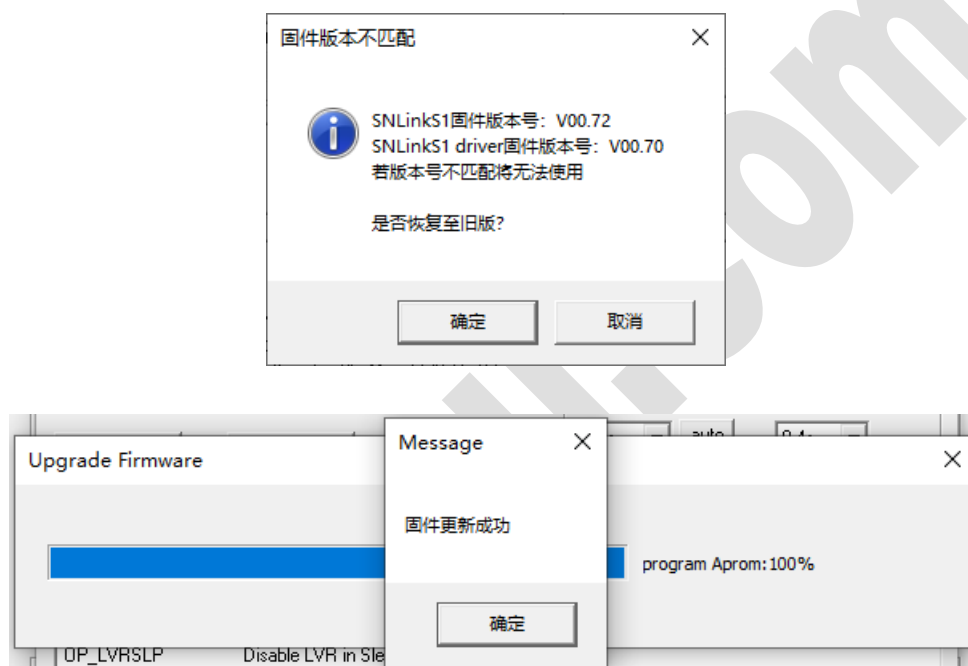 固件版本不匹配
SNLinkS1固件版本号：V00.72
SNLinkS1 driver固件版本号：V00.70
若版本号不匹配将无法使用
是否恢复至旧版？
确定
取消
auto
Message
Upgrade Firmware
固件更新成功
program Aprom:100%
确定
OP_LVRSLP
Disable LVR in Sle